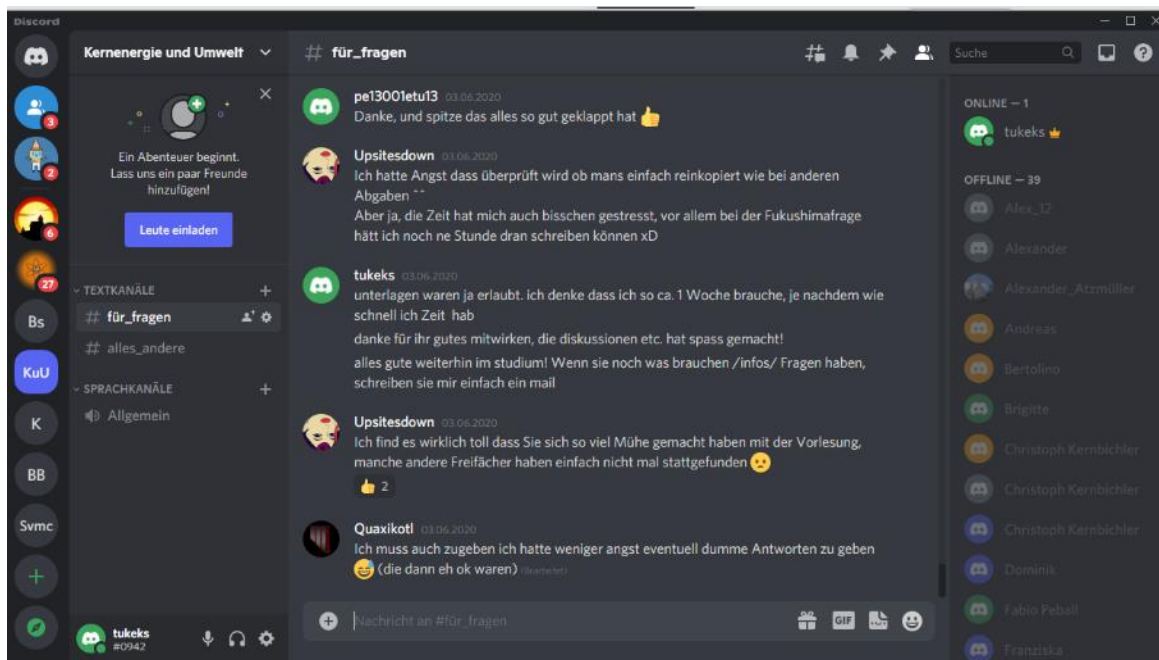 Discord
3
2
6
27
Bs
KuU
K
BB
Svmc
Kernenergie und Umwelt
Ein Abenteuer beginnt.
Lass uns ein paar Freunde
hinzufügen!
Leute einladen
TEXTKANÄLE
für_fragen
alles_andere
SPRACHKANÄLE
Allgemein
tukeks
#0942
# für_fragen
Suche
pe13001etu13 03.06.2020
Danke, und spitze das alles so gut geklappt hat 👍
Upsitesdown 03.06.2020
Ich hatte Angst dass überprüft wird ob mans einfach reinkopiert wie bei anderen
Abgaben ^^
Aber ja, die Zeit hat mich auch bisschen gestresst, vor allem bei der Fukushimafrage
hätt ich noch ne Stunde dran schreiben können xD
tukeks 03.06.2020
unterlagen waren ja erlaubt. ich denke dass ich so ca. 1 Woche brauche, je nachdem wie
schnell ich Zeit hab
danke für ihr gutes mitwirken, die diskussionen etc. hat spass gemacht!
alles gute weiterhin im studium! Wenn sie noch was brauchen /infos/ Fragen haben,
schreiben sie mir einfach ein mail
Upsitesdown 03.06.2020
Ich find es wirklich toll dass Sie sich so viel Mühe gemacht haben mit der Vorlesung,
manche andere Freifächer haben einfach nicht mal stattgefunden 😟
👍 2
Quaxikotl 03.06.2020
Ich muss auch zugeben ich hatte weniger angst eventuell dumme Antworten zu geben
😅 (die dann eh ok waren) (Bearbeitet)
Nachricht an #für_fragen
GIF
ONLINE — 1
tukeks
OFFLINE — 39
Alex_12
Alexander
Alexander_Atzmüller
Andreas
Bertolino
Brigitte
Christoph Kernbichler
Christoph Kernbichler
Christoph Kernbichler
Dominik
Fabio Peball
Franziska